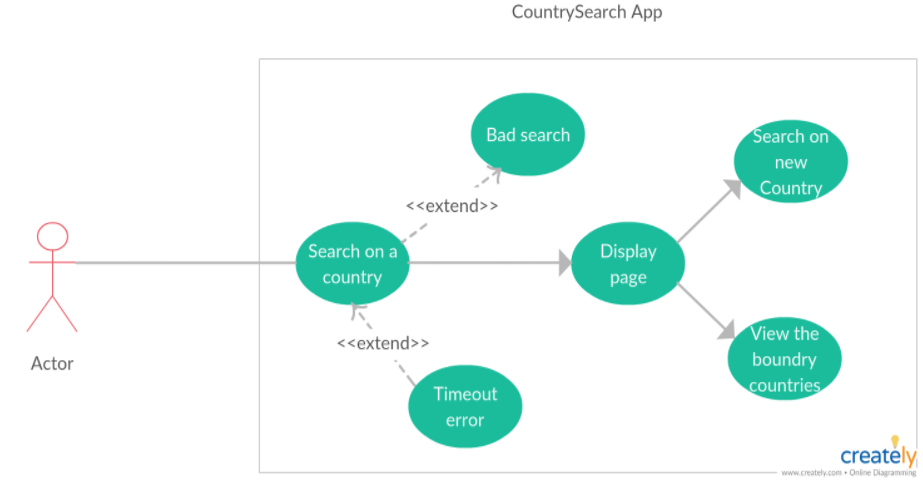 CountrySearch App
Bad search
Search on
new
Country
<<extend>>
Search on a
country
Display
page
<<extend>>
View the
boundry
countries
Actor
Timeout
error
creately
www.creately.com • Online Diagramming